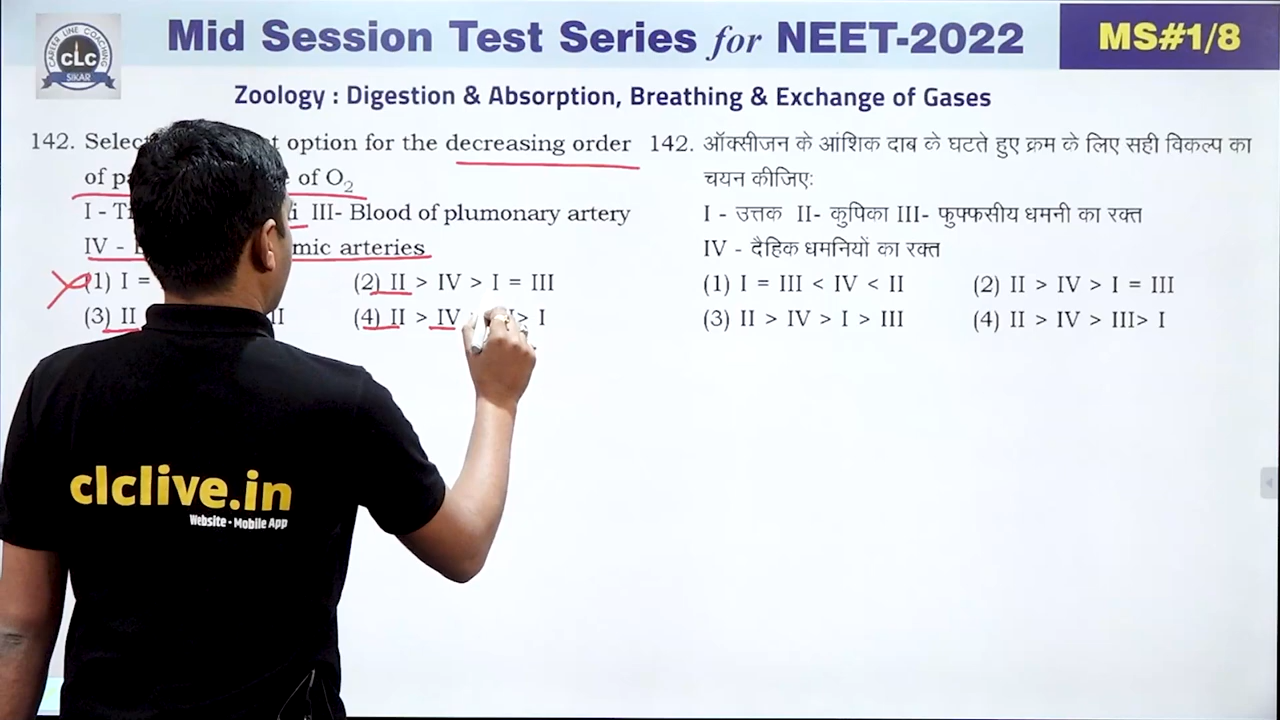 CAREER LINE COACHING
CLC
SIKAR
Mid Session Test Series for NEET-2022
MS#1/8
Zoology : Digestion & Absorption, Breathing & Exchange of Gases
142. option for the decreasing order
of of O₂
I - III- Blood of plumonary artery
IV - arteries
(1) I = (2) II > IV > I = III
(3) II (4) II > IV > I
142. ऑक्सीजन के आंशिक दाब के घटते हुए क्रम के लिए सही विकल्प का
चयन कीजिए:
I - उत्तक II- कुपिका III- फुफ्फसीय धमनी का रक्त
IV - दैहिक धमनियों का रक्त
(1) I = III < IV < II (2) II > IV > I = III
(3) II > IV > I > III (4) II > IV > III> I
clclive.in
Website • Mobile App